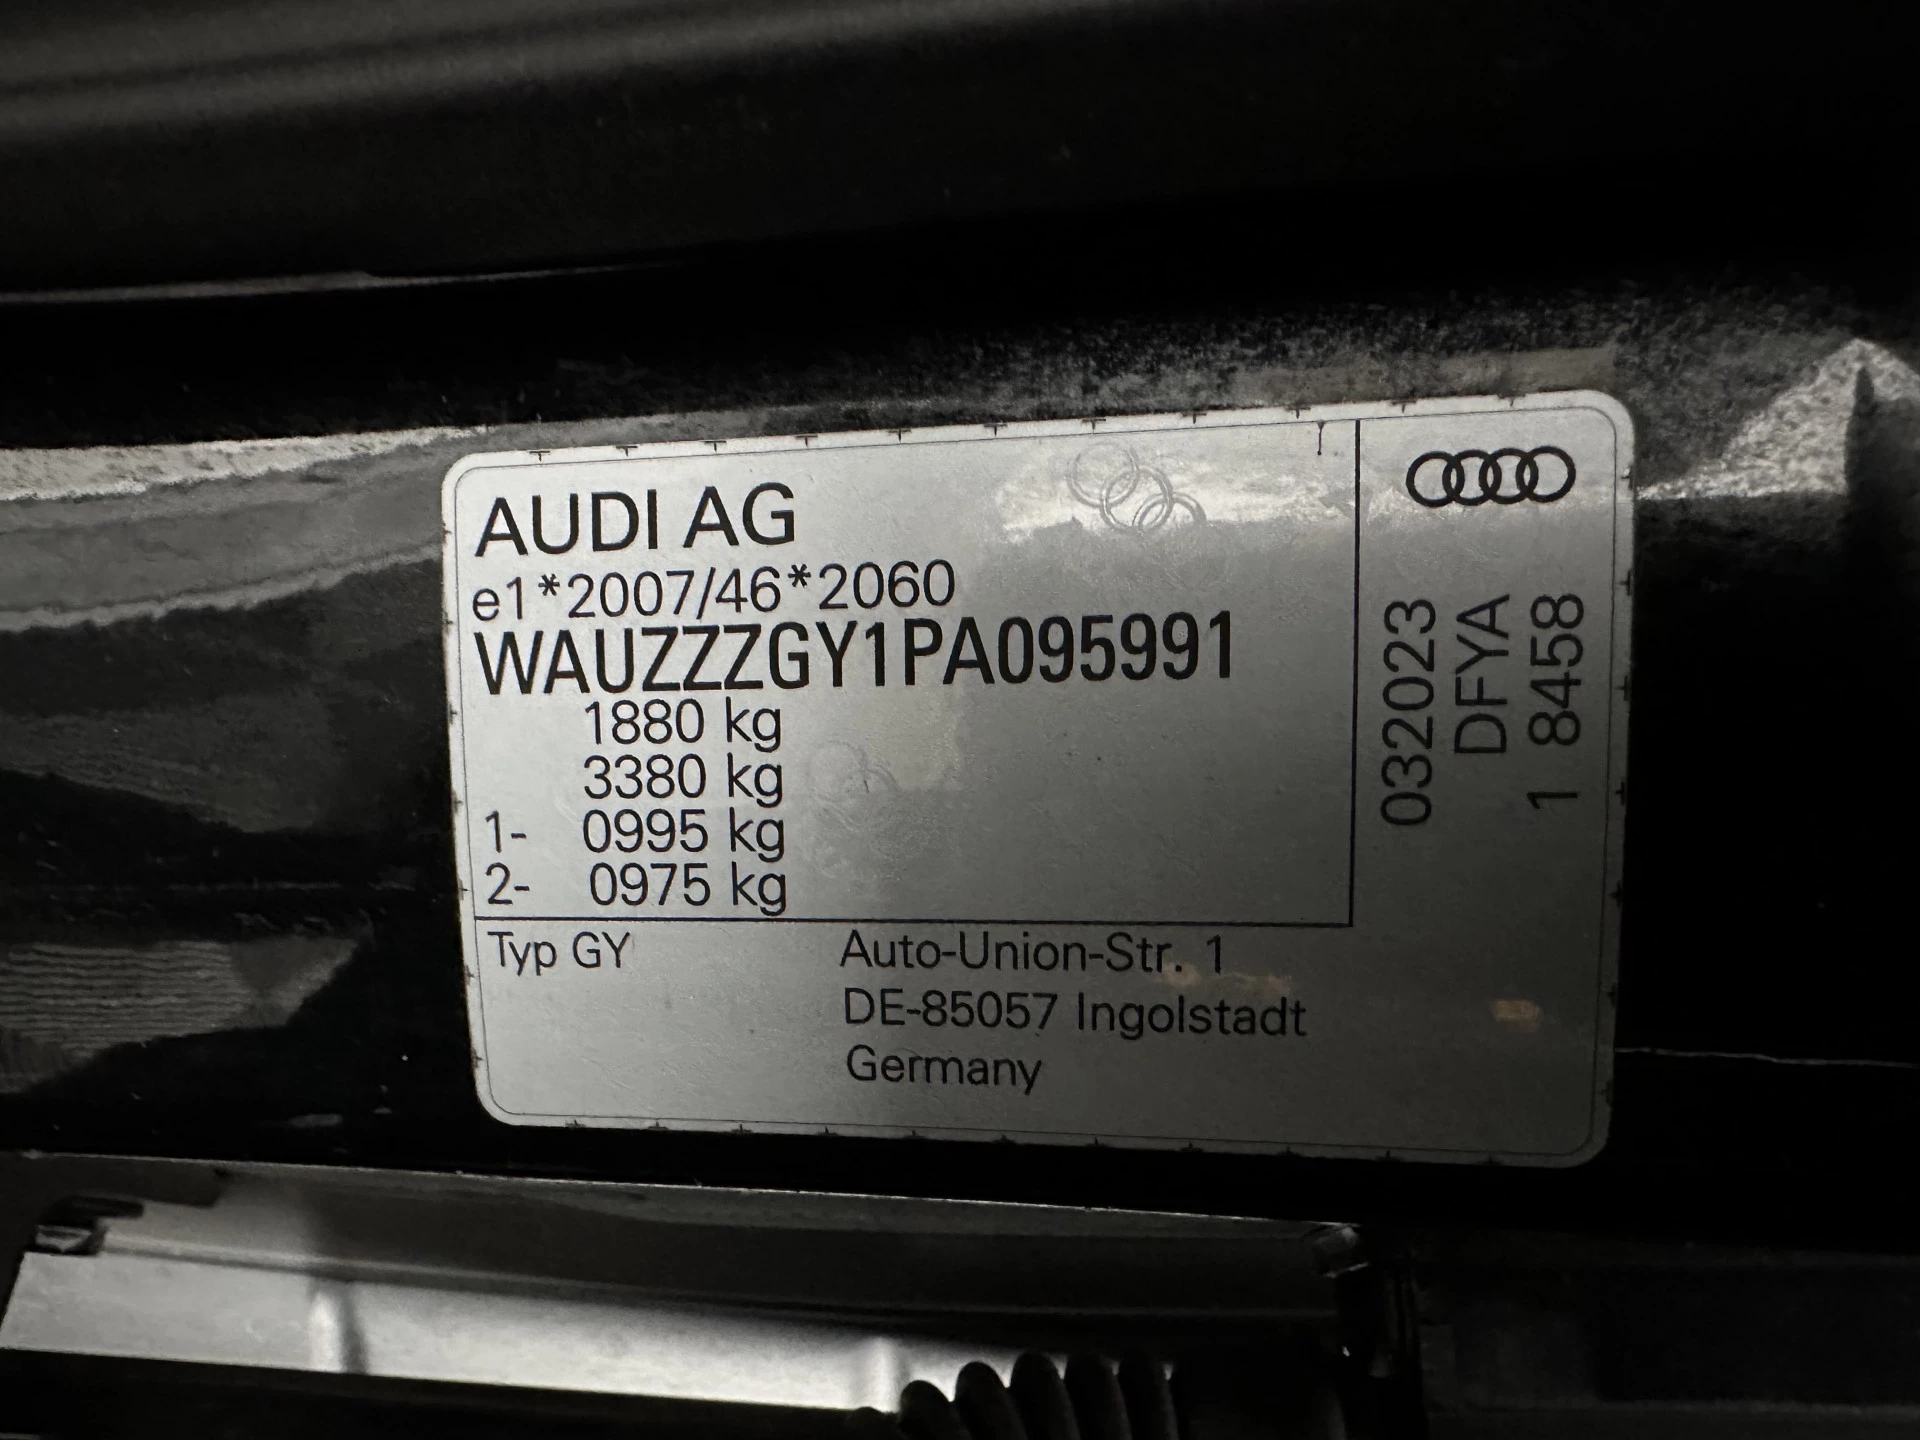 AUDI AG
e1*2007/46*2060
WAUZZZGY1PA095991
1880 kg
3380 kg
1- 0995 kg
2- 0975 kg
Typ GY
Auto-Union-Str. 1
DE-85057 Ingolstadt
Germany
032023
DFYA
1 8458